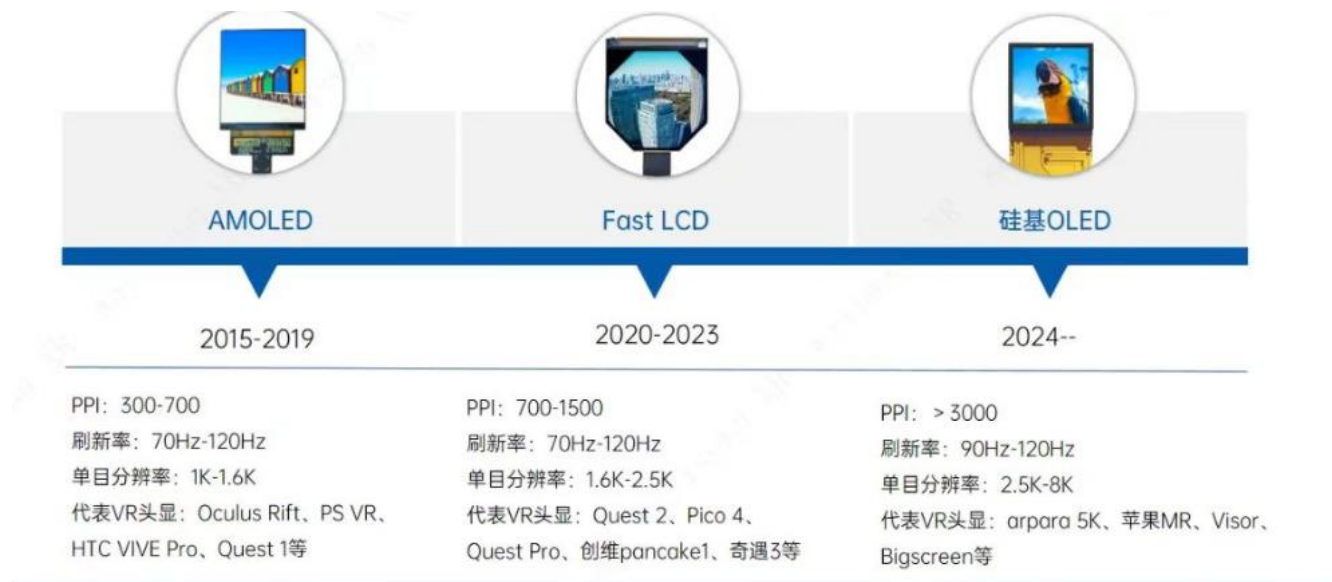 AMOLED
Fast LCD
硅基OLED
2015-2019
2020-2023
2024--
PPI：300-700
刷新率：70Hz-120Hz
单目分辨率：1K-1.6K
代表VR头显：Oculus Rift、PS VR、
HTC VIVE Pro、Quest 1等
PPI：700-1500
刷新率：70Hz-120Hz
单目分辨率：1.6K-2.5K
代表VR头显：Quest 2、Pico 4、
Quest Pro、创维pancake1、奇遇3等
PPI：＞3000
刷新率：90Hz-120Hz
单目分辨率：2.5K-8K
代表VR头显：arpara 5K、苹果MR、Visor、
Bigscreen等